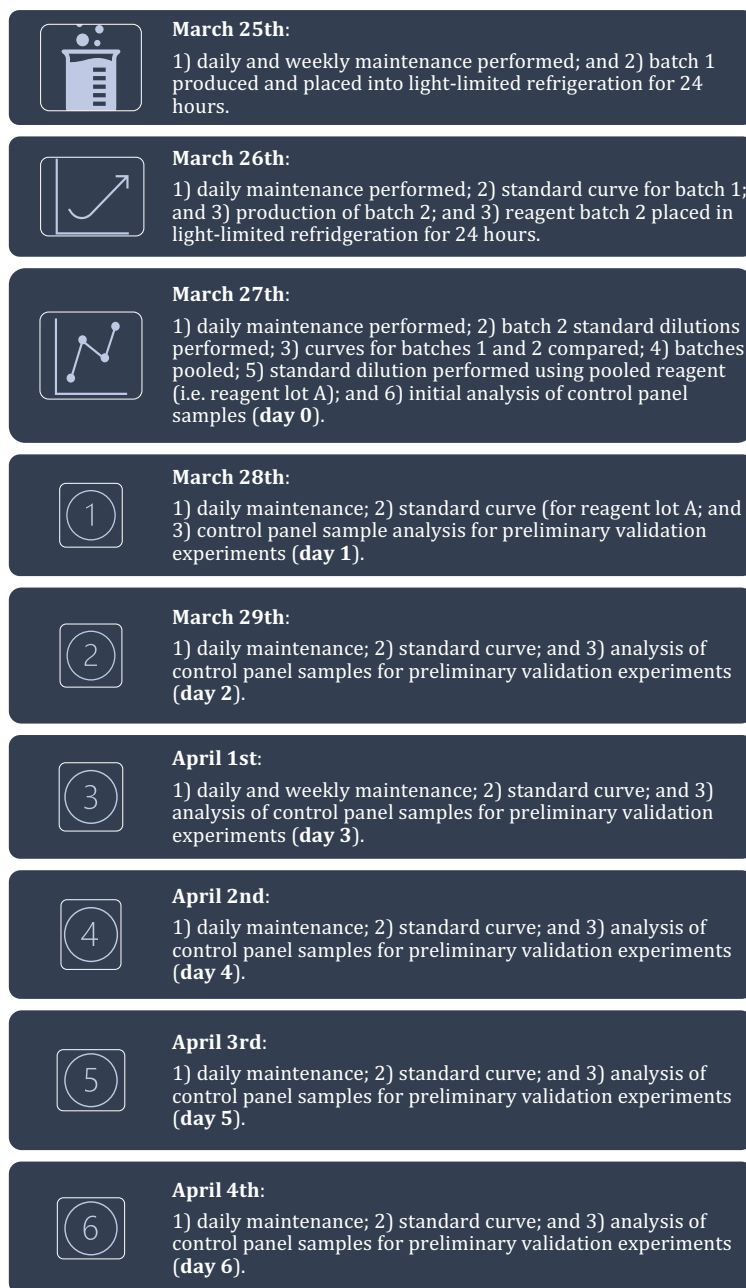 March 25th:
1) daily and weekly maintenance performed; and 2) batch 1
produced and placed into light-limited refrigeration for 24
hours.
March 26th:
1) daily maintenance performed; 2) standard curve for batch 1;
and 3) production of batch 2; and 3) reagent batch 2 placed in
light-limited refridgeration for 24 hours.
March 27th:
1) daily maintenance performed; 2) batch 2 standard dilutions
performed; 3) curves for batches 1 and 2 compared; 4) batches
pooled; 5) standard dilution performed using pooled reagent
(i.e. reagent lot A); and 6) initial analysis of control panel
samples (day 0).
1
March 28th:
1) daily maintenance; 2) standard curve (for reagent lot A; and
3) control panel sample analysis for preliminary validation
experiments (day 1).
2
March 29th:
1) daily maintenance; 2) standard curve; and 3) analysis of
control panel samples for preliminary validation experiments
(day 2).
3
April 1st:
1) daily and weekly maintenance; 2) standard curve; and 3)
analysis of control panel samples for preliminary validation
experiments (day 3).
4
April 2nd:
1) daily maintenance; 2) standard curve; and 3) analysis of
control panel samples for preliminary validation experiments
(day 4).
5
April 3rd:
1) daily maintenance; 2) standard curve; and 3) analysis of
control panel samples for preliminary validation experiments
(day 5).
6
April 4th:
1) daily maintenance; 2) standard curve; and 3) analysis of
control panel samples for preliminary validation experiments
(day 6).